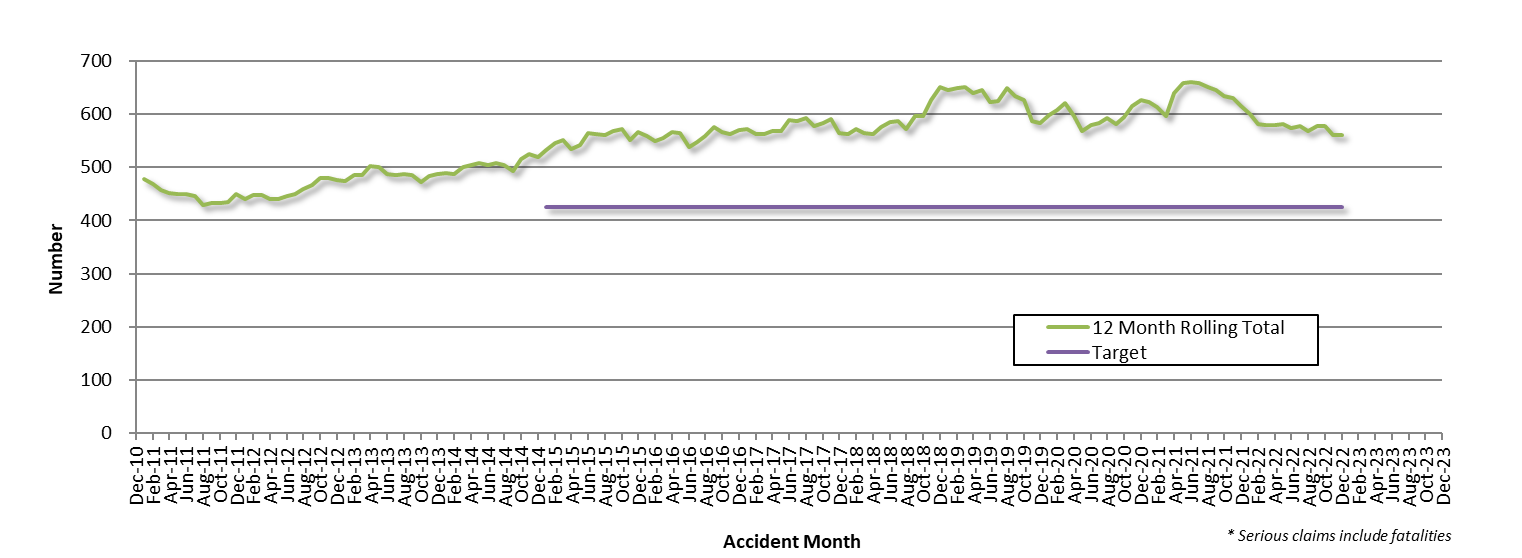 700
600
500
400
300
200
100
0
Number
12 Month Rolling Total
Target
Dec-10
Feb-11
Apr-11
Jun-11
Aug-11
Oct-11
Dec-11
Feb-12
Apr-12
Jun-12
Aug-12
Oct-12
Dec-12
Feb-13
Apr-13
Jun-13
Aug-13
Oct-13
Dec-13
Feb-14
Apr-14
Jun-14
Aug-14
Oct-14
Dec-14
Feb-15
Apr-15
Jun-15
Aug-15
Oct-15
Dec-15
Feb-16
Apr-16
Jun-16
Aug-16
Oct-16
Dec-16
Feb-17
Apr-17
Jun-17
Aug-17
Oct-17
Dec-17
Feb-18
Apr-18
Jun-18
Aug-18
Oct-18
Dec-18
Feb-19
Apr-19
Jun-19
Aug-19
Oct-19
Dec-19
Feb-20
Apr-20
Jun-20
Aug-20
Oct-20
Dec-20
Feb-21
Apr-21
Jun-21
Aug-21
Oct-21
Dec-21
Feb-22
Apr-22
Jun-22
Aug-22
Oct-22
Dec-22
Feb-23
Apr-23
Jun-23
Aug-23
Oct-23
Dec-23
Accident Month
* Serious claims include fatalities